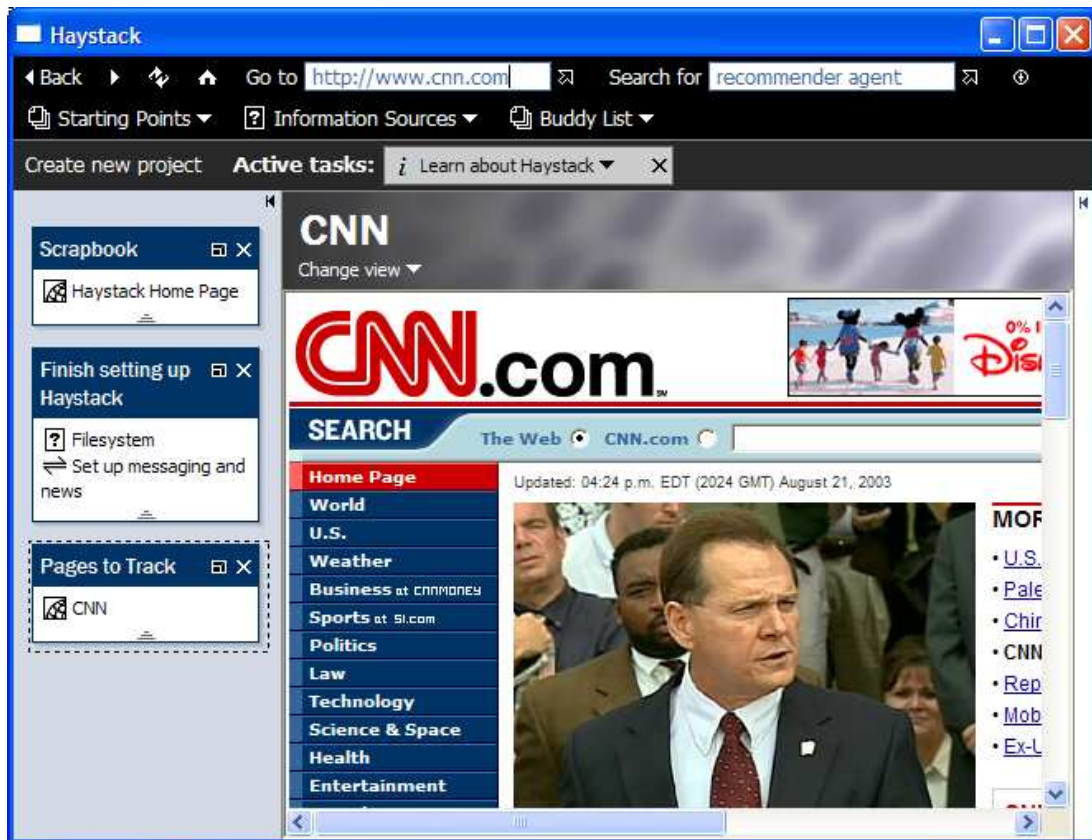 Haystack
Back Go to http://www.cnn.com Search for recommender agent
Starting Points ? Information Sources Buddy List
Create new project Active tasks: i Learn about Haystack X
CNN
Change view
Scrapbook
Haystack Home Page
Finish setting up
Haystack
? Filesystem
Set up messaging and
news
Pages to Track
CNN
CNN.com
SM
0% I
Dis
SEARCH The Web CNN.com
Home Page
World
U.S.
Weather
Business at CNNMONEY
Sports at SI.com
Politics
Law
Technology
Science & Space
Health
Entertainment
Updated: 04:24 p.m. EDT (2024 GMT) August 21, 2003
MOR
• U.S.
• Pale
• Chin
• CNN
• Rep
• Mob
• Ex-U